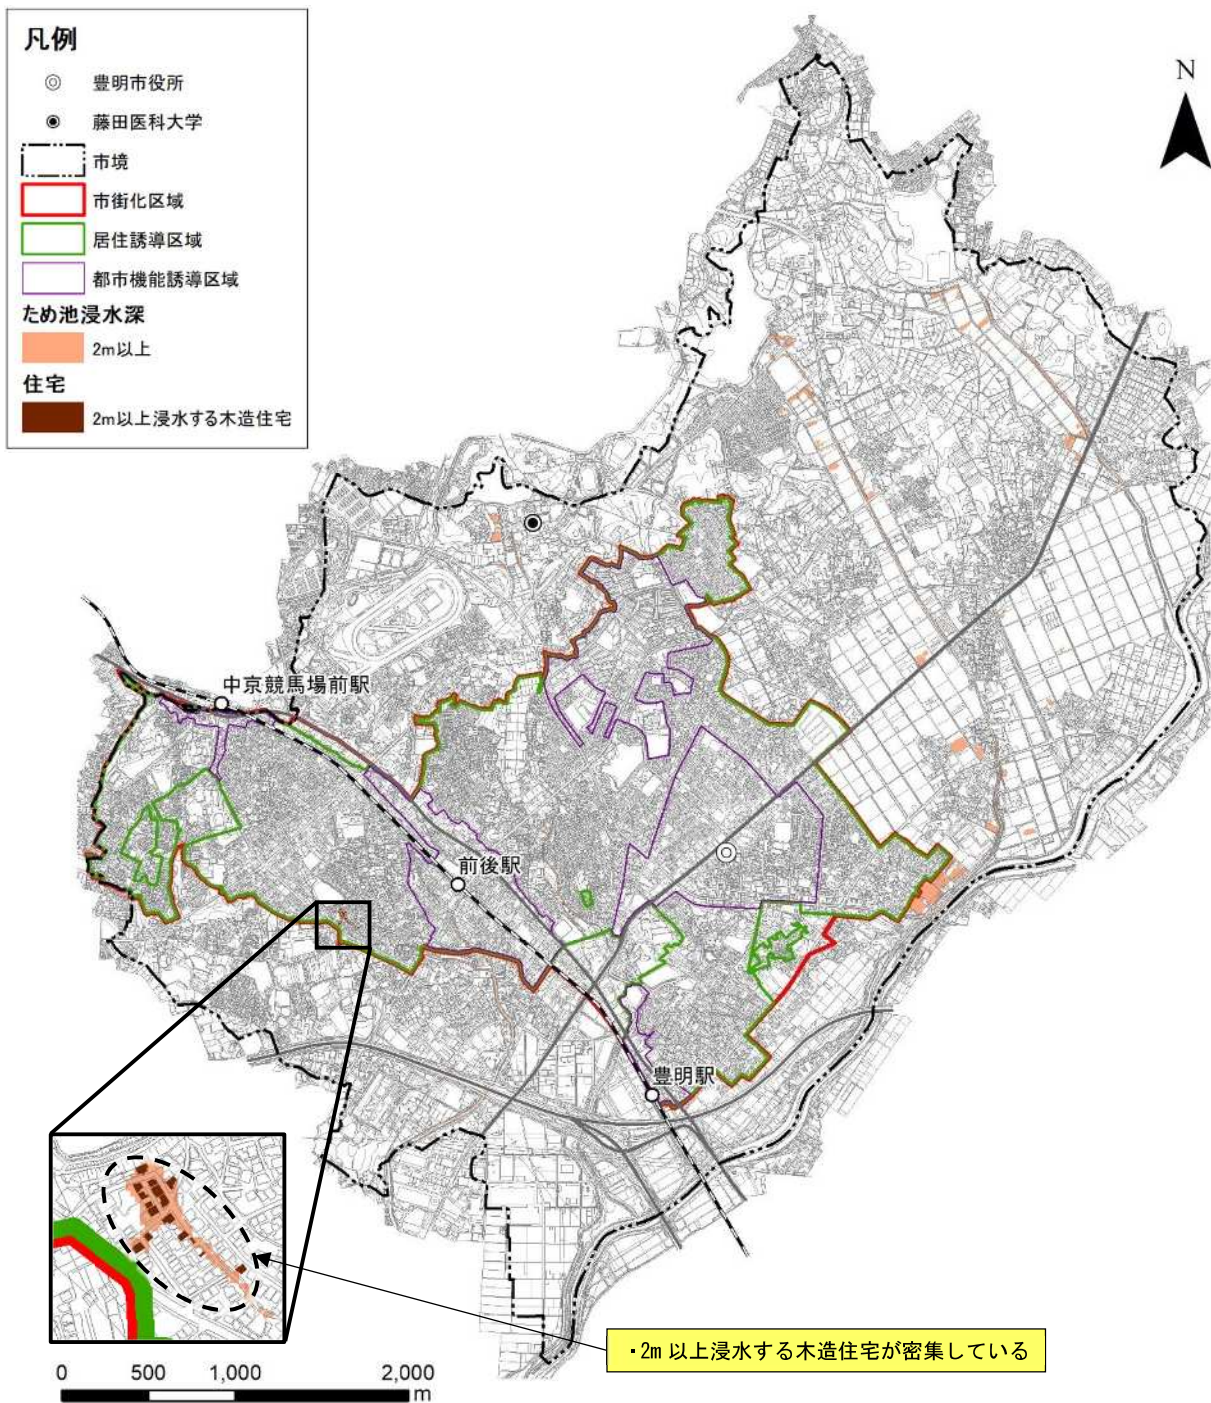 凡例
豊明市役所
藤田医科大学
市境
市街化区域
居住誘導区域
都市機能誘導区域
ため池浸水深
2m以上
住宅
2m以上浸水する木造住宅
N
中京競馬場前駅
前後駅
豊明駅
・2m 以上浸水する木造住宅が密集している
0 500 1,000 2,000
m